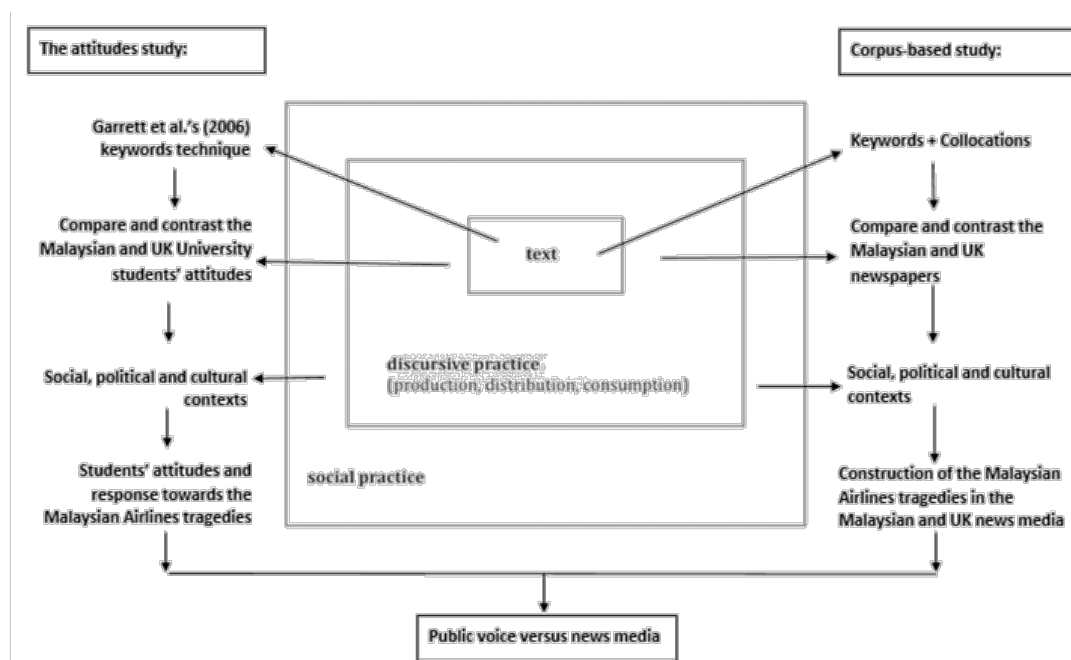 The attitudes study:
Garrett et al.'s (2006)
keywords technique
Compare and contrast the
Malaysian and UK University
students' attitudes
Social, political and cultural
contexts
Students' attitudes and
response towards the
Malaysian Airlines tragedies
text
discursive practice
(production, distribution, consumption)
social practice
Corpus-based study:
Keywords + Collocations
Compare and contrast the
Malaysian and UK
newspapers
Social, political and cultural
contexts
Construction of the Malaysian
Airlines tragedies in the
Malaysian and UK news media
Public voice versus news media